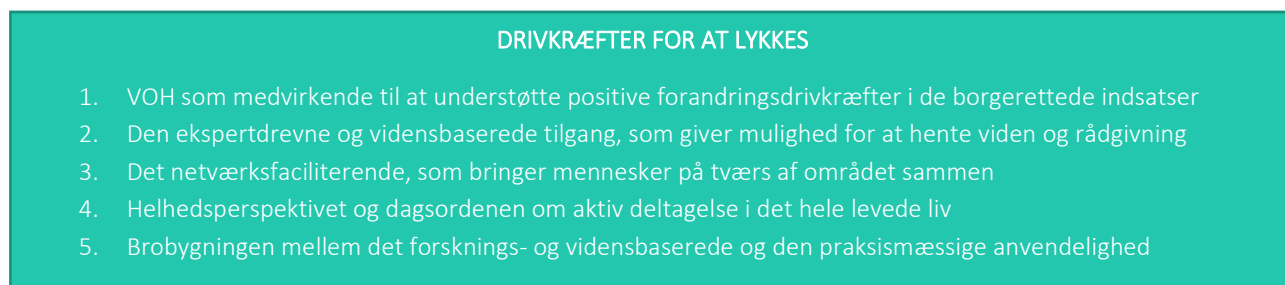 DRIVKRÆFTER FOR AT LYKKES
1. VOH som medvirkende til at understøtte positive forandringsdrivkræfter i de borgerettede indsatser
2. Den ekspertdrevne og vidensbaserede tilgang, som giver mulighed for at hente viden og rådgivning
3. Det netværksfaciliterende, som bringer mennesker på tværs af området sammen
4. Helhedsperspektivet og dagsordenen om aktiv deltagelse i det hele levede liv
5. Brobygningen mellem det forsknings- og vidensbaserede og den praksismæssige anvendelighed